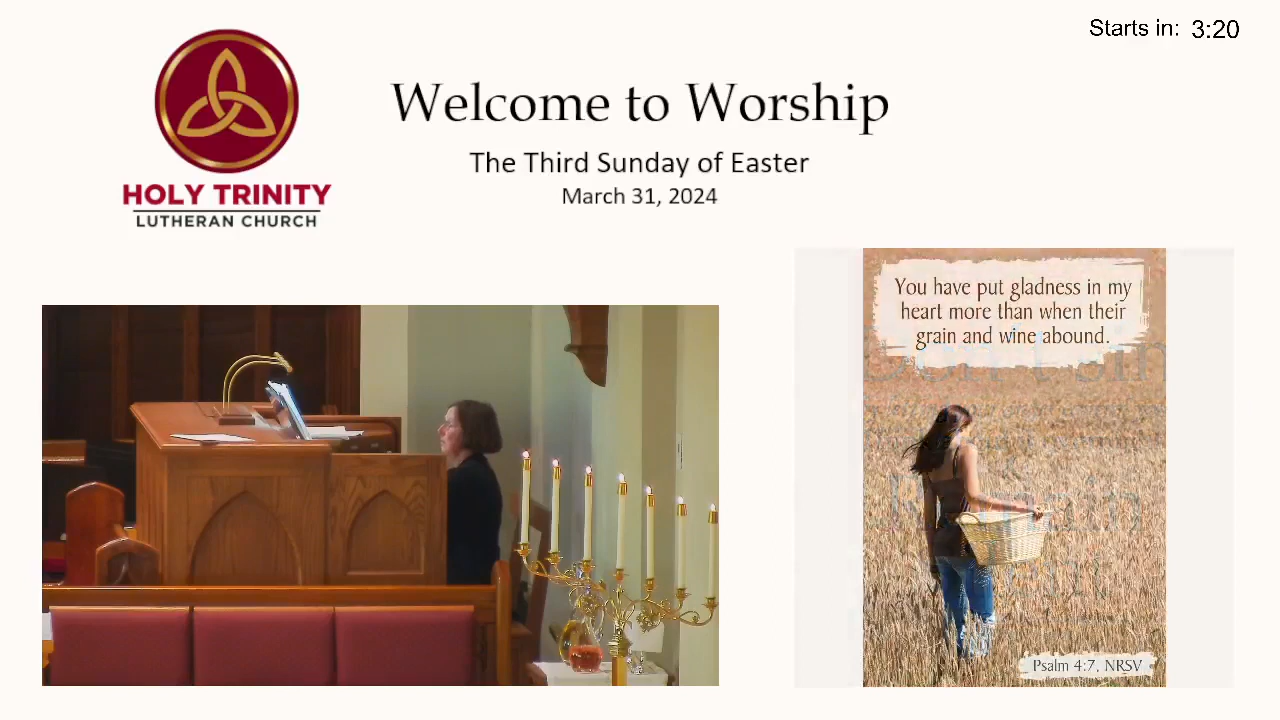 Starts in: 3:20
Welcome to Worship
The Third Sunday of Easter
March 31, 2024
HOLY TRINITY
LUTHERAN CHURCH
You have put gladness in my
heart more than when their
grain and wine abound.
Psalm 4:7, NRSV